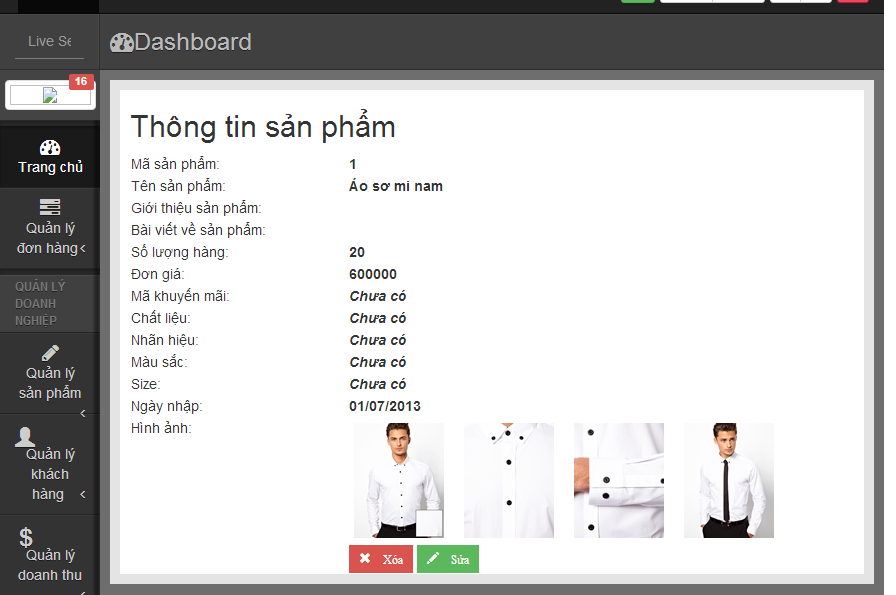 Live Se
Dashboard
16
Trang chủ
Quản lý
đơn hàng
QUẢN LÝ
DOANH
NGHIỆP
Quản lý
sản phẩm
Quản lý
khách
hàng
Quản lý
doanh thu
Thông tin sản phẩm
Mã sản phẩm: 1
Tên sản phẩm: Áo sơ mi nam
Giới thiệu sản phẩm:
Bài viết về sản phẩm:
Số lượng hàng: 20
Đơn giá: 600000
Mã khuyến mãi: Chưa có
Chất liệu: Chưa có
Nhãn hiệu: Chưa có
Màu sắc: Chưa có
Size: Chưa có
Ngày nhập: 01/07/2013
Hình ảnh:
Xóa Sửa